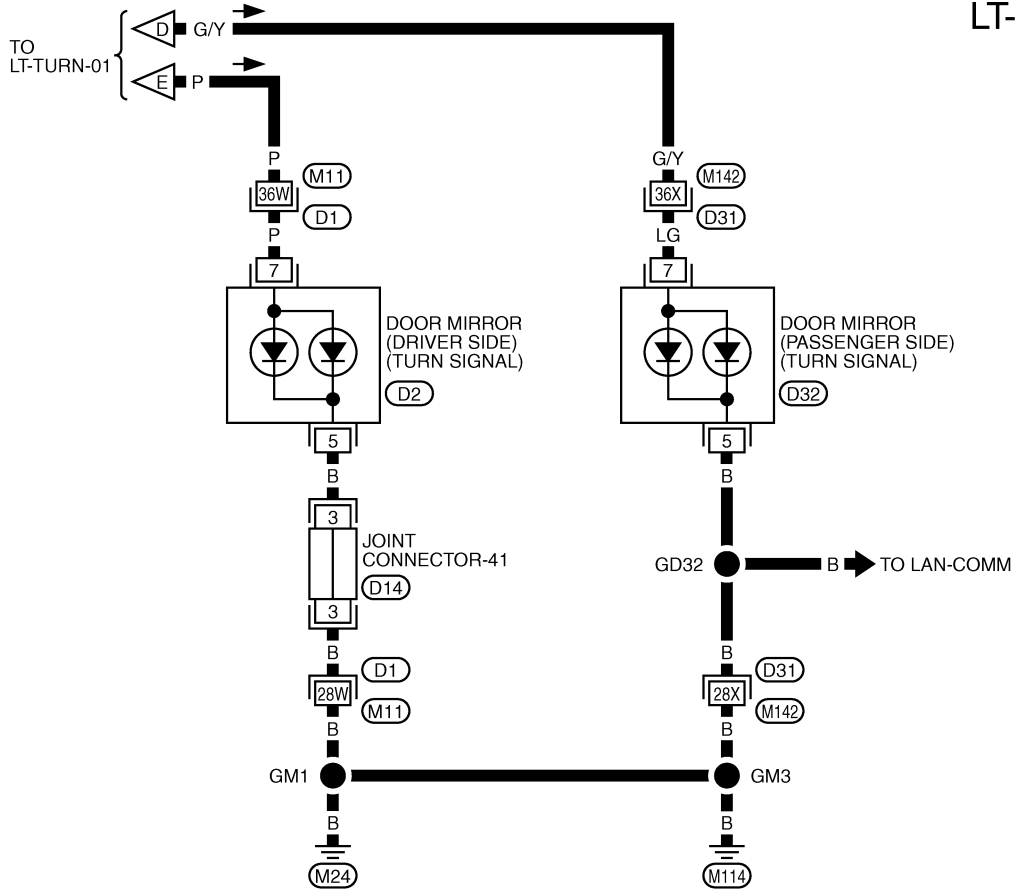 LT-
D G/Y
TO
LT-TURN-01
E P
P
G/Y
M11
M142
36W
36X
D1
D31
P
LG
7
7
DOOR MIRROR
(DRIVER SIDE)
(TURN SIGNAL)
D2
DOOR MIRROR
(PASSENGER SIDE)
(TURN SIGNAL)
D32
5
5
B
B
3
JOINT
CONNECTOR-41
D14
3
GD32
B TO LAN-COMM
B
B
D1
D31
28W
28X
M11
M142
B
B
GM1
GM3
B
B
M24
M114